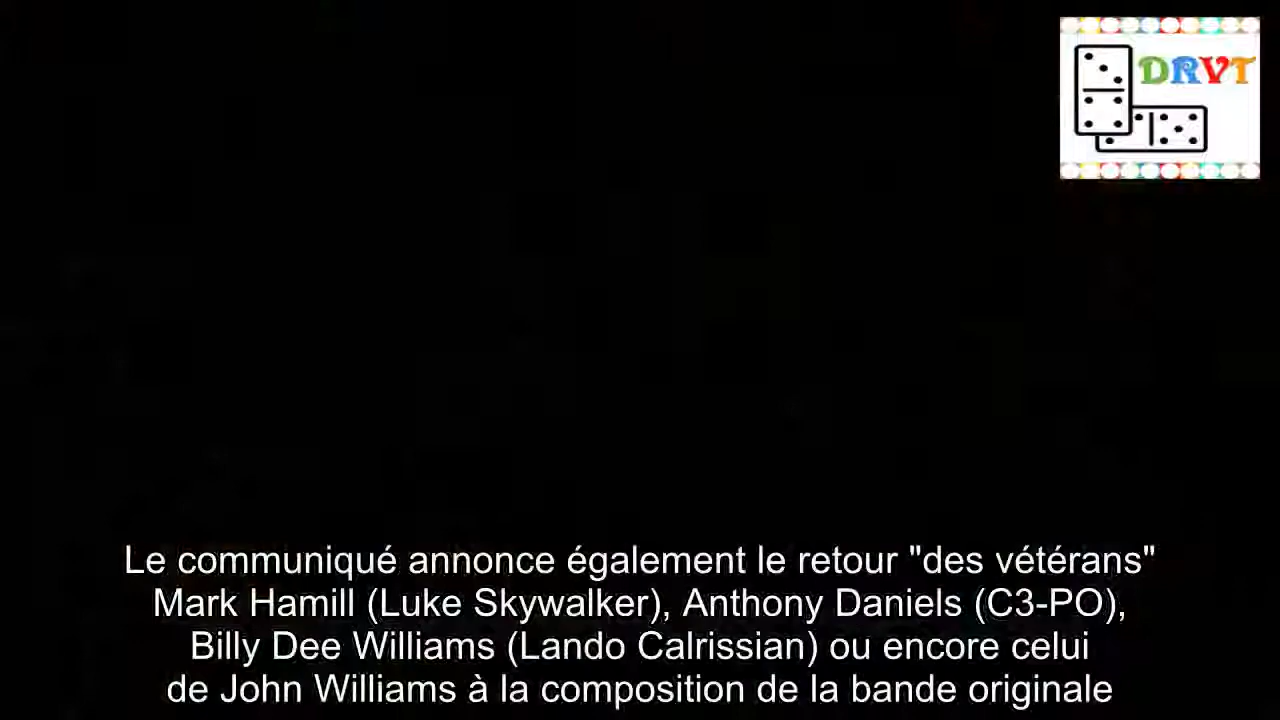 DRVT
Le communiqué annonce également le retour "des vétérans"
Mark Hamill (Luke Skywalker), Anthony Daniels (C3-PO),
Billy Dee Williams (Lando Calrissian) ou encore celui
de John Williams à la composition de la bande originale